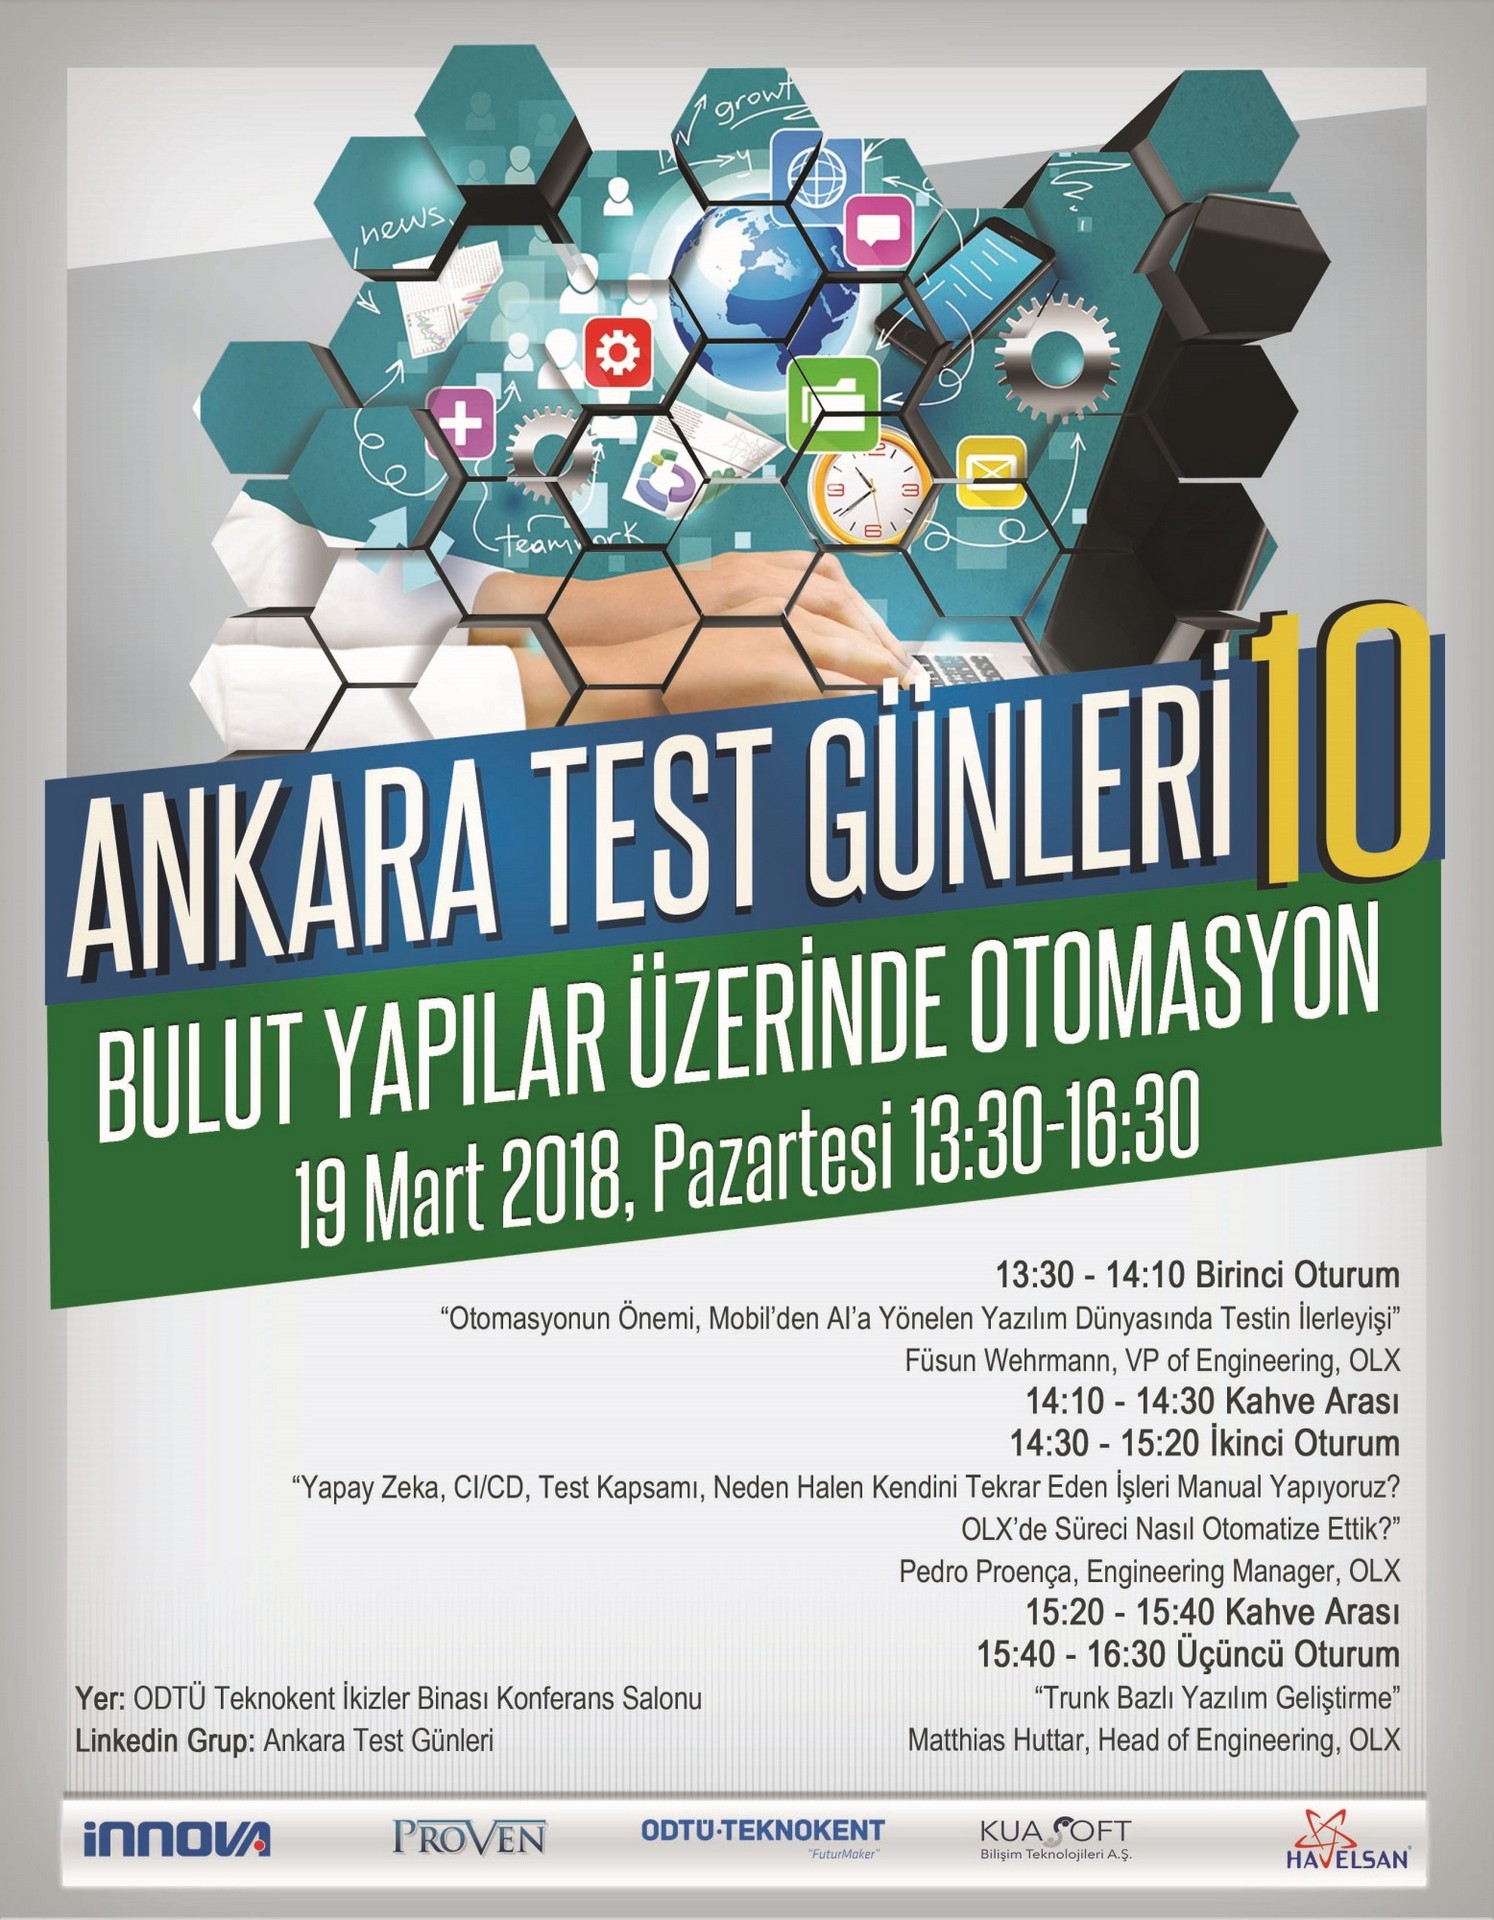 growth
news
teamwork
12
9
3
6
ANKARA TEST GÜNLERİ 10
BULUT YAPILAR ÜZERİNDE OTOMASYON
19 Mart 2018, Pazartesi 13:30-16:30
13:30 - 14:10 Birinci Oturum
“Otomasyonun Önemi, Mobil’den AI’a Yönelen Yazılım Dünyasında Testin İlerleyişi”
Füsun Wehrmann, VP of Engineering, OLX
14:10 - 14:30 Kahve Arası
14:30 - 15:20 İkinci Oturum
“Yapay Zeka, CI/CD, Test Kapsamı, Neden Halen Kendini Tekrar Eden İşleri Manual Yapıyoruz?
OLX’de Süreci Nasıl Otomatize Ettik?”
Pedro Proença, Engineering Manager, OLX
15:20 - 15:40 Kahve Arası
15:40 - 16:30 Üçüncü Oturum
“Trunk Bazlı Yazılım Geliştirme”
Matthias Huttar, Head of Engineering, OLX
Yer: ODTÜ Teknokent İkizler Binası Konferans Salonu
Linkedin Grup: Ankara Test Günleri
innova
PROVEN
ODTÜ·TEKNOKENT
"FuturMaker"
KUASOFT
Bilişim Teknolojileri A.Ş.
HAVELSAN